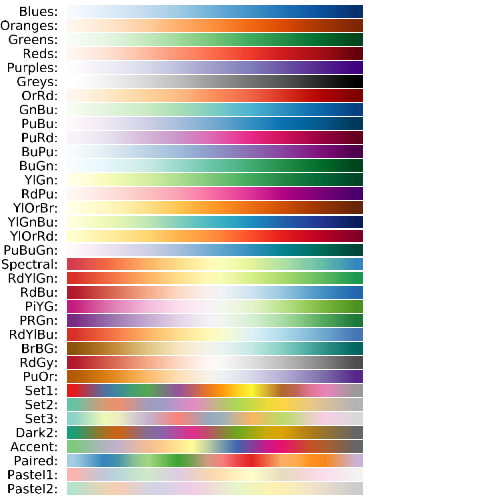 Blues:
Oranges:
Greens:
Reds:
Purples:
Greys:
OrRd:
GnBu:
PuBu:
PuRd:
BuPu:
BuGn:
YlGn:
RdPu:
YlOrBr:
YlGnBu:
YlOrRd:
PuBuGn:
Spectral:
RdYlGn:
RdBu:
PiYG:
PRGn:
RdYlBu:
BrBG:
RdGy:
PuOr:
Set1:
Set2:
Set3:
Dark2:
Accent:
Paired:
Pastel1:
Pastel2: